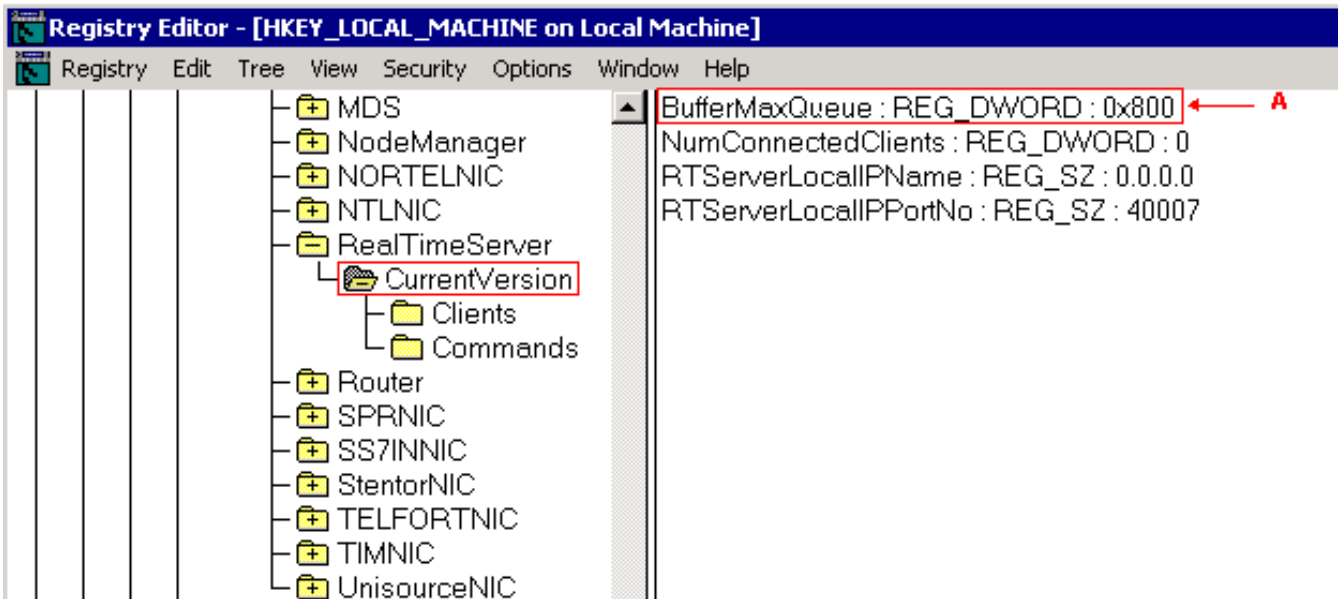 Registry Editor - [HKEY_LOCAL_MACHINE on Local Machine]
Registry Edit Tree View Security Options Window Help
MDS
NodeManager
NORTELNIC
NTLNIC
RealTimeServer
CurrentVersion
Clients
Commands
Router
SPRNIC
SS7INNIC
StentorNIC
TELFORTNIC
TIMNIC
UnisourceNIC
BufferMaxQueue : REG_DWORD : 0x800
A
NumConnectedClients : REG_DWORD : 0
RTServerLocalIPName : REG_SZ : 0.0.0.0
RTServerLocalIPPortNo : REG_SZ : 40007